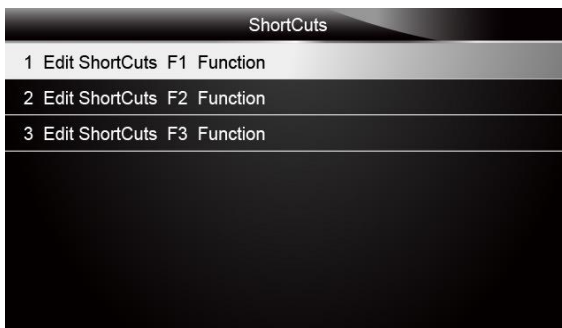 ShortCuts
1 Edit ShortCuts F1 Function
2 Edit ShortCuts F2 Function
3 Edit ShortCuts F3 Function